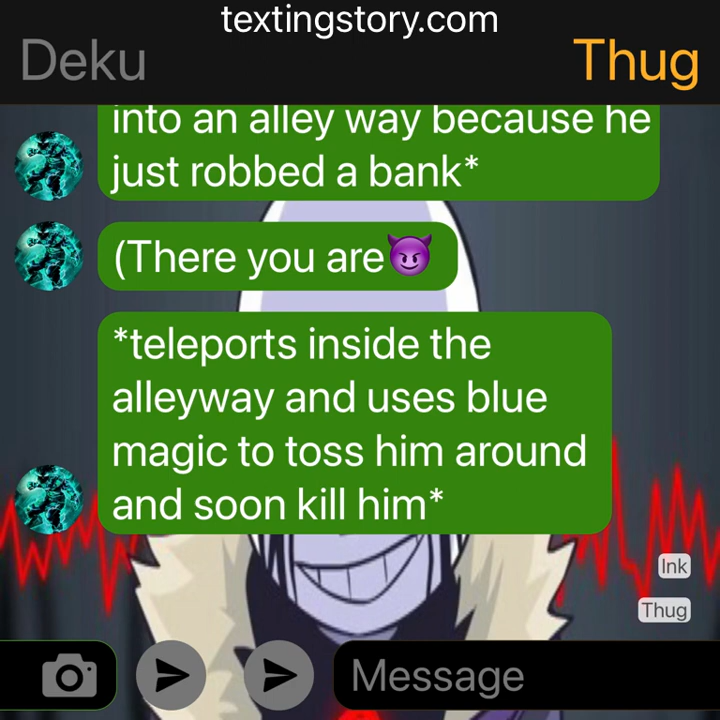 textingstory.com
Deku
Thug
into an alley way because he
just robbed a bank*
(There you are😈
*teleports inside the
alleyway and uses blue
magic to toss him around
and soon kill him*
Ink
Thug
Message